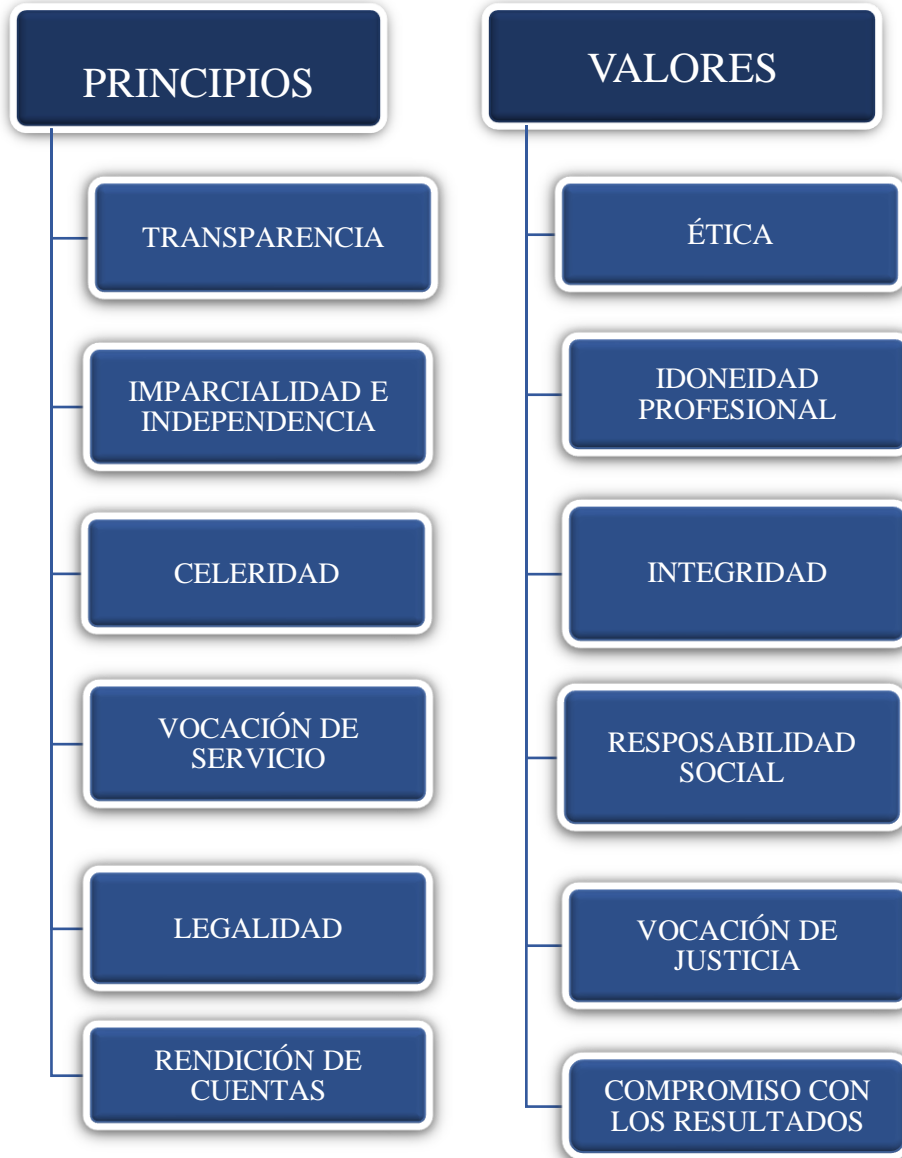 PRINCIPIOS
TRANSPARENCIA
IMPARCIALIDAD E
INDEPENDENCIA
CELERIDAD
VOCACIÓN DE
SERVICIO
LEGALIDAD
RENDICIÓN DE
CUENTAS
VALORES
ÉTICA
IDONEIDAD
PROFESIONAL
INTEGRIDAD
RESPOSABILIDAD
SOCIAL
VOCACIÓN DE
JUSTICIA
COMPROMISO CON
LOS RESULTADOS